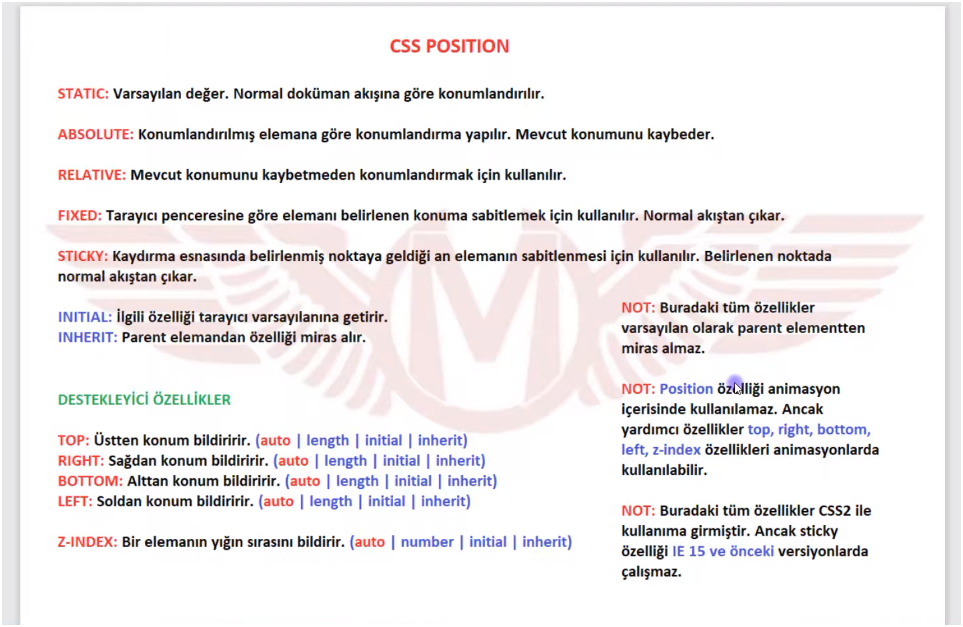 CSS POSITION
STATIC: Varsayılan değer. Normal doküman akışına göre konumlandırılır.
ABSOLUTE: Konumlandırılmış elemana göre konumlandırma yapılır. Mevcut konumunu kaybeder.
RELATIVE: Mevcut konumunu kaybetmeden konumlandırmak için kullanılır.
FIXED: Tarayıcı penceresine göre elemanı belirlenen konuma sabitlemek için kullanılır. Normal akıştan çıkar.
STICKY: Kaydırma esnasında belirlenmiş noktaya geldiği an elemanın sabitlenmesi için kullanılır. Belirlenen noktada
normal akıştan çıkar.
INITIAL: İlgili özelliği tarayıcı varsayılanına getirir.
INHERIT: Parent elemandan özelliği miras alır.
DESTEKLEYİCİ ÖZELLİKLER
TOP: Üstten konum bildiririr. (auto | length | initial | inherit)
RIGHT: Sağdan konum bildiririr. (auto | length | initial | inherit)
BOTTOM: Alttan konum bildiririr. (auto | length | initial | inherit)
LEFT: Soldan konum bildiririr. (auto | length | initial | inherit)
Z-INDEX: Bir elemanın yığın sırasını bildirir. (auto | number | initial | inherit)
NOT: Buradaki tüm özellikler
varsayılan olarak parent elementten
miras almaz.
NOT: Position özelliği animasyon
içerisinde kullanılamaz. Ancak
yardımcı özellikler top, right, bottom,
left, z-index özellikleri animasyonlarda
kullanılabilir.
NOT: Buradaki tüm özellikler CSS2 ile
kullanıma girmiştir. Ancak sticky
özelliği IE 15 ve önceki versiyonlarda
çalışmaz.
M